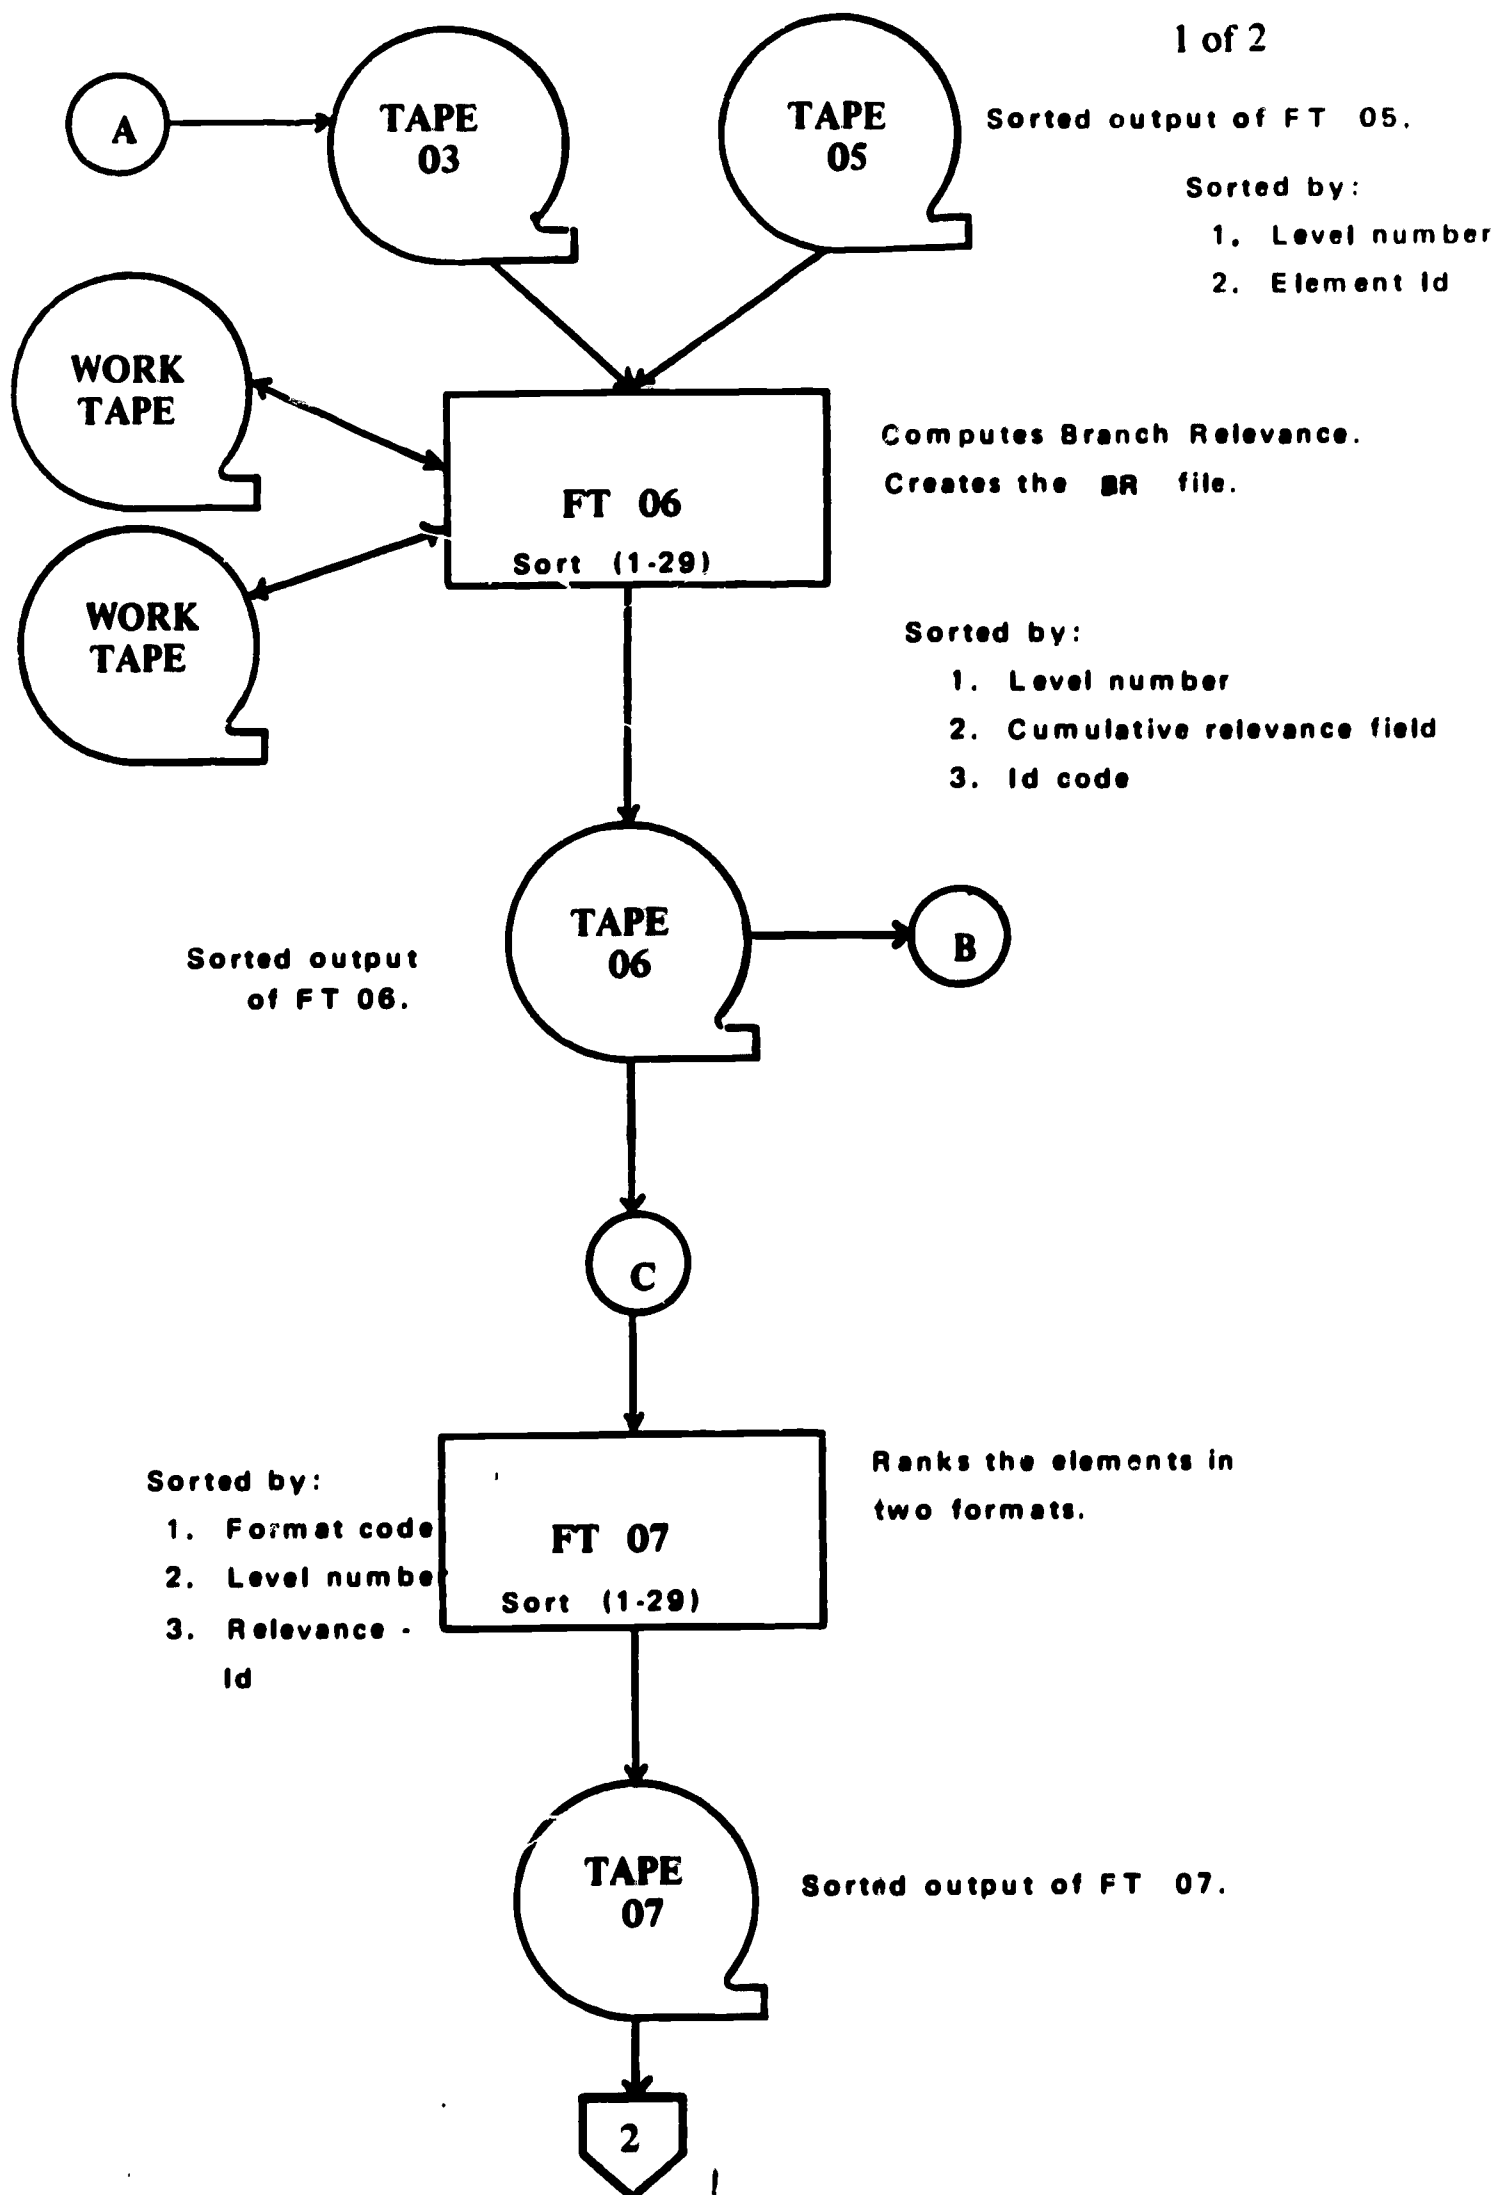 1 of 2
A
TAPE
03
TAPE
05
Sorted output of FT 05.
Sorted by:
1. Level number
2. Element Id
WORK
TAPE
WORK
TAPE
FT 06
Sort (1-29)
Computes Branch Relevance.
Creates the BR file.
Sorted by:
1. Level number
2. Cumulative relevance field
3. Id code
TAPE
06
B
Sorted output
of FT 06.
C
Sorted by:
1. Format code
2. Level number
3. Relevance -
Id
FT 07
Sort (1-29)
Ranks the elements in
two formats.
TAPE
07
Sorted output of FT 07.
2